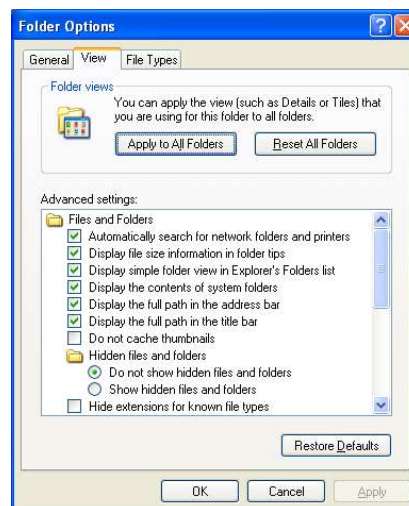 Folder Options
General View File Types
Folder views
You can apply the view (such as Details or Tiles) that
you are using for this folder to all folders.
Apply to All Folders Reset All Folders
Advanced settings:
Files and Folders
Automatically search for network folders and printers
Display file size information in folder tips
Display simple folder view in Explorer's Folders list
Display the contents of system folders
Display the full path in the address bar
Display the full path in the title bar
Do not cache thumbnails
Hidden files and folders
Do not show hidden files and folders
Show hidden files and folders
Hide extensions for known file types
Restore Defaults
OK Cancel Apply